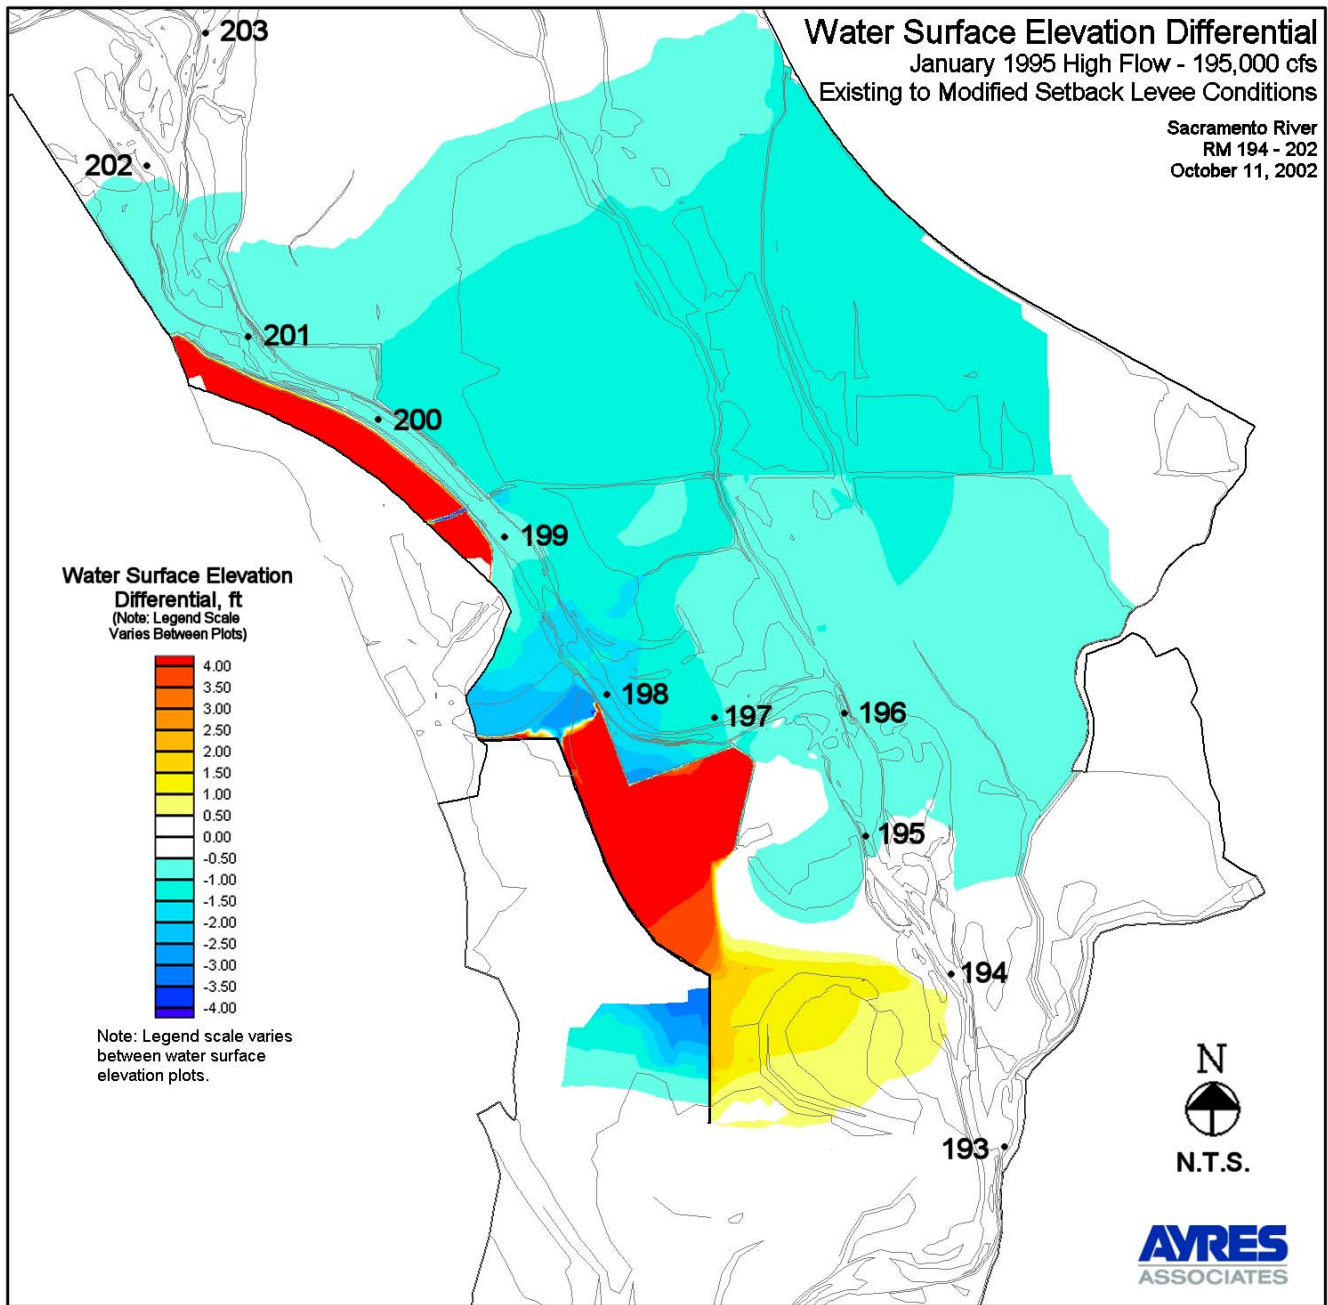 Water Surface Elevation Differential
January 1995 High Flow - 195,000 cfs
Existing to Modified Setback Levee Conditions
Sacramento River
RM 194 - 202
October 11, 2002
203
202
201
200
199
198
197
196
195
194
193
Water Surface Elevation
Differential, ft
(Note: Legend Scale
Varies Between Plots)
4.00
3.50
3.00
2.50
2.00
1.50
1.00
0.50
0.00
-0.50
-1.00
-1.50
-2.00
-2.50
-3.00
-3.50
-4.00
Note: Legend scale varies
between water surface
elevation plots.
N
N.T.S.
AYRES
ASSOCIATES